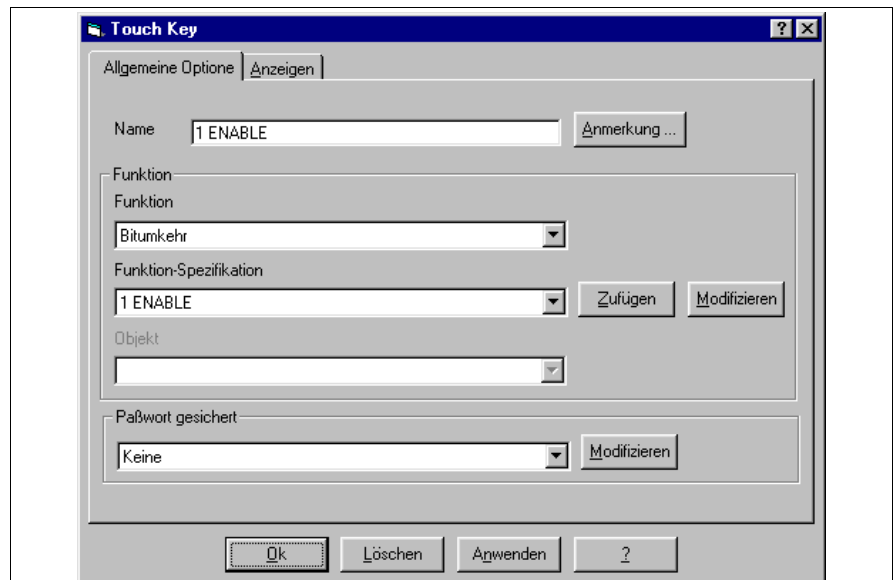 Touch Key
Allgemeine Optione Anzeigen
Name 1 ENABLE Anmerkung ...
Funktion
Funktion
Bitumkehr
Funktion-Spezifikation
1 ENABLE Zufügen Modifizieren
Objekt
Paßwort gesichert
Keine Modifizieren
Ok Löschen Anwenden ?